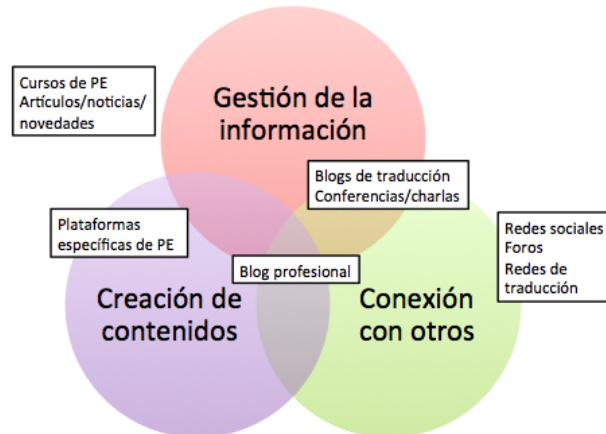 Cursos de PE
Artículos/noticias/
novedades
Gestión de la
información
Blogs de traducción
Conferencias/charlas
Plataformas
específicas de PE
Redes sociales
Foros
Redes de
traducción
Blog profesional
Creación de
contenidos
Conexión
con otros